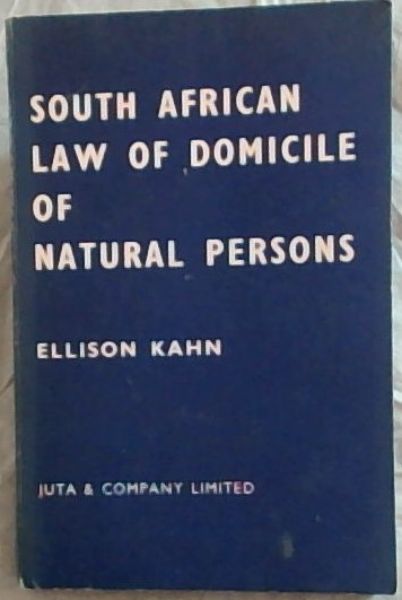 SOUTH AFRICAN
LAW OF DOMICILE
OF
NATURAL PERSONS
ELLISON KAHN
JUTA & COMPANY LIMITED